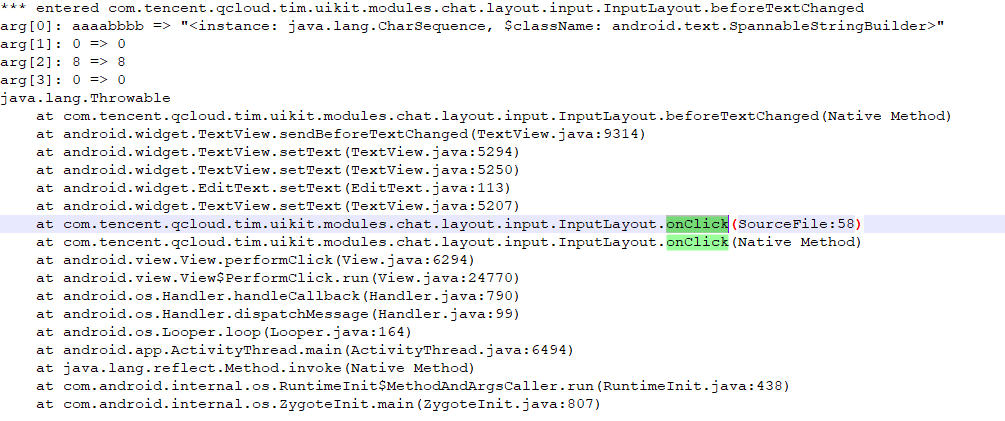 *** entered com.tencent.qcloud.tim.uikit.modules.chat.layout.input.InputLayout.beforeTextChanged
arg[0]: aaaabbbb => "<instance: java.lang.CharSequence, $className: android.text.SpannableStringBuilder>"
arg[1]: 0 => 0
arg[2]: 8 => 8
arg[3]: 0 => 0
java.lang.Throwable
    at com.tencent.qcloud.tim.uikit.modules.chat.layout.input.InputLayout.beforeTextChanged(Native Method)
    at android.widget.TextView.sendBeforeTextChanged(TextView.java:9314)
    at android.widget.TextView.setText(TextView.java:5294)
    at android.widget.TextView.setText(TextView.java:5250)
    at android.widget.EditText.setText(EditText.java:113)
    at android.widget.TextView.setText(TextView.java:5207)
    at com.tencent.qcloud.tim.uikit.modules.chat.layout.input.InputLayout.onClick(SourceFile:58)
    at com.tencent.qcloud.tim.uikit.modules.chat.layout.input.InputLayout.onClick(Native Method)
    at android.view.View.performClick(View.java:6294)
    at android.view.View$PerformClick.run(View.java:24770)
    at android.os.Handler.handleCallback(Handler.java:790)
    at android.os.Handler.dispatchMessage(Handler.java:99)
    at android.os.Looper.loop(Looper.java:164)
    at android.app.ActivityThread.main(ActivityThread.java:6494)
    at java.lang.reflect.Method.invoke(Native Method)
    at com.android.internal.os.RuntimeInit$MethodAndArgsCaller.run(RuntimeInit.java:438)
    at com.android.internal.os.ZygoteInit.main(ZygoteInit.java:807)